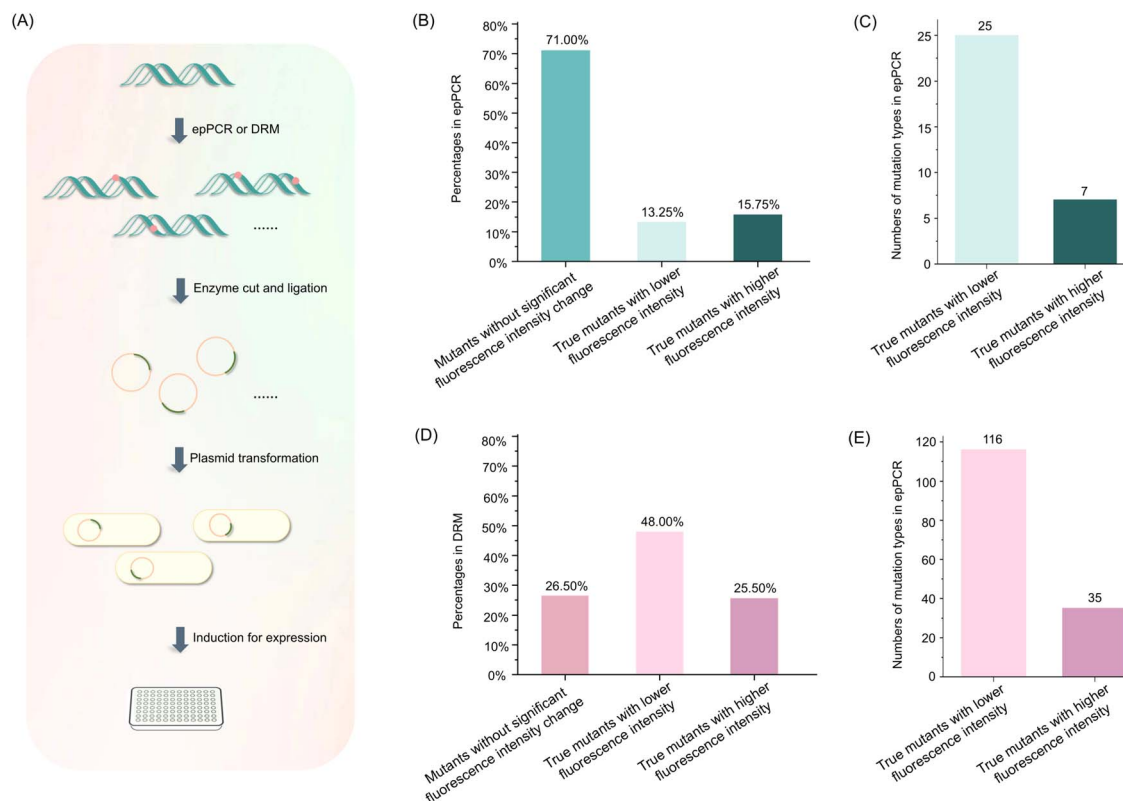 (A)
epPCR or DRM
......
Enzyme cut and ligation
......
Plasmid transformation
Induction for expression
(B)
Percentages in epPCR
80%
70%
60%
50%
40%
30%
20%
10%
0%
71.00%
13.25%
15.75%
Mutants without significant
fluorescence intensity change
True mutants with lower
fluorescence intensity
True mutants with higher
fluorescence intensity
(C)
Numbers of mutation types in epPCR
25
20
15
10
5
0
25
7
True mutants with lower
fluorescence intensity
True mutants with higher
fluorescence intensity
(D)
Percentages in DRM
80%
70%
60%
50%
40%
30%
20%
10%
0%
26.50%
48.00%
25.50%
Mutants without significant
fluorescence intensity change
True mutants with lower
fluorescence intensity
True mutants with higher
fluorescence intensity
(E)
Numbers of mutation types in epPCR
120
100
80
60
40
20
0
116
35
True mutants with lower
fluorescence intensity
True mutants with higher
fluorescence intensity